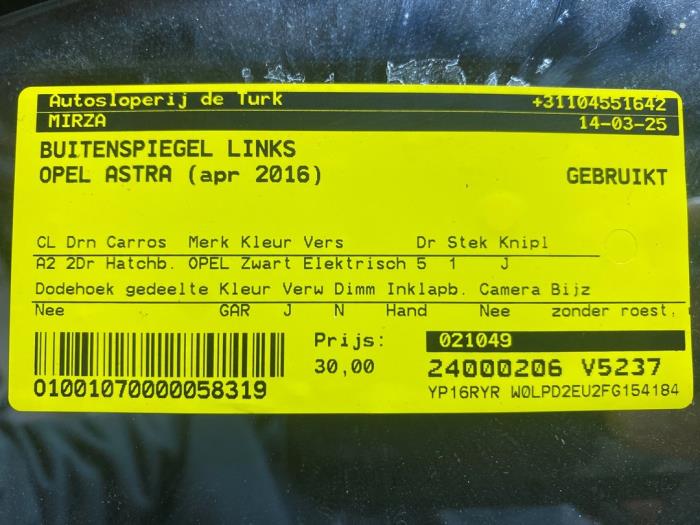 Autosloperij de Turk +31104551642
MIRZA 14-03-25
BUITENSPIEGEL LINKS
OPEL ASTRA (apr 2016) GEBRUIKT
CL Drn Carros Merk Kleur Vers Dr Stek Knipl
A2 2Dr Hatchb. OPEL Zwart Elektrisch 5 1 J
Dodehoek gedeelte Kleur Verw Dimm Inklapb. Camera Bijz
Nee GAR J N Hand Nee zonder roest,
Prijs: 021049
30,00 24000206 V5237
01001070000058319 YP16RYR W0LPD2EU2FG154184